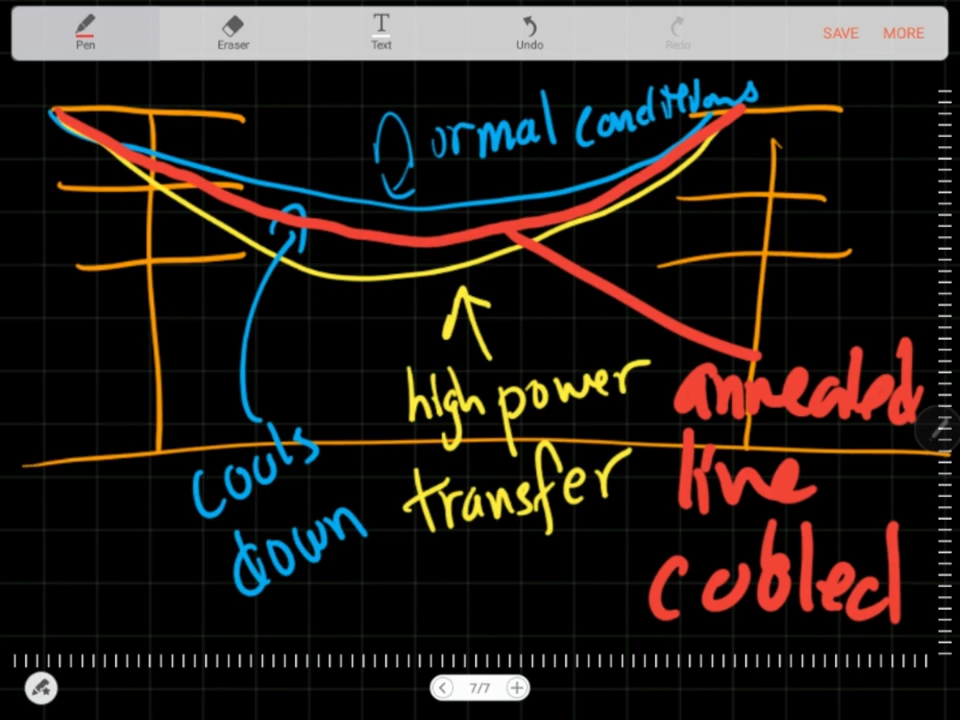 Pen
Eraser
T
Text
Undo
Redo
SAVE
MORE
Normal conditions
high power
transfer
cools
down
annealed
line
cooled
7/7